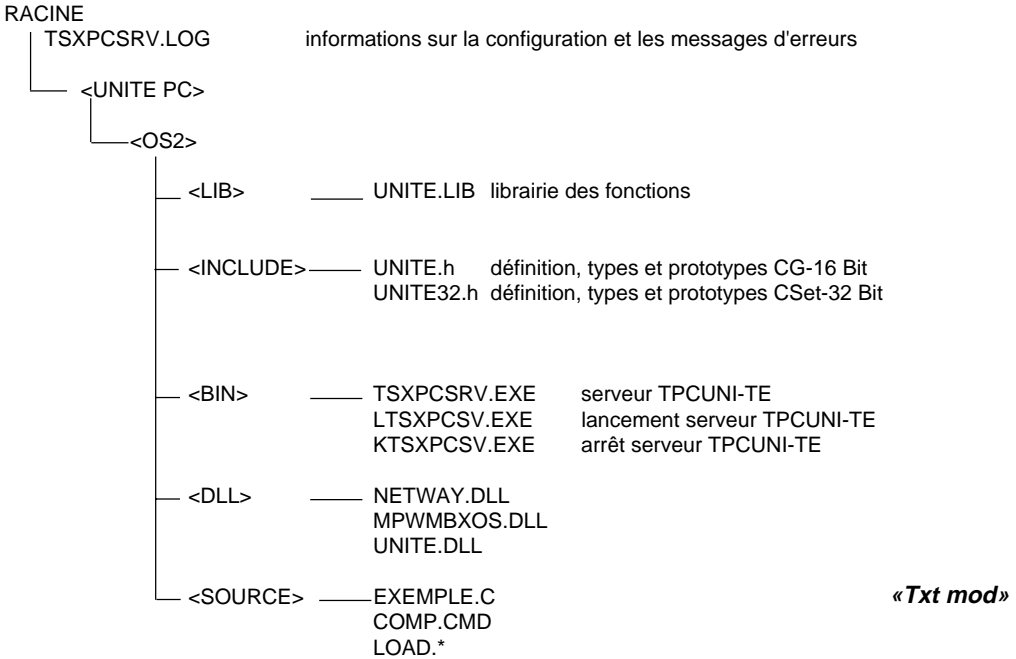 RACINE
TSXPCSRV.LOG informations sur la configuration et les messages d'erreurs
<UNITE PC>
<OS2>
<LIB> UNITE.LIB librairie des fonctions
<INCLUDE> UNITE.h définition, types et prototypes CG-16 Bit
UNITE32.h définition, types et prototypes CSet-32 Bit
<BIN> TSXPCSRV.EXE serveur TPCUNI-TE
LTSXPCSV.EXE lancement serveur TPCUNI-TE
KTSXPCSV.EXE arrêt serveur TPCUNI-TE
<DLL> NETWAY.DLL
MPWMBXOS.DLL
UNITE.DLL
<SOURCE> EXEMPLE.C «Txt mod»
COMP.CMD
LOAD.*